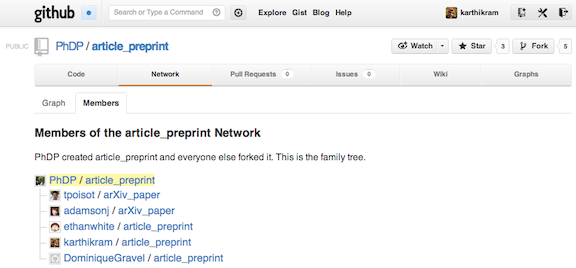 github Search or Type a Command Explore Gist Blog Help karthikram
PUBLIC PhDP / article_preprint Watch Star 3 Fork 5
Code Network Pull Requests 0 Issues 0 Wiki Graphs
Graph Members
Members of the article_preprint Network
PhDP created article_preprint and everyone else forked it. This is the family tree.
PhDP / article_preprint
tpoisot / arXiv_paper
adamsonj / arXiv_paper
ethanwhite / article_preprint
karthikram / article_preprint
DominiqueGravel / article_preprint